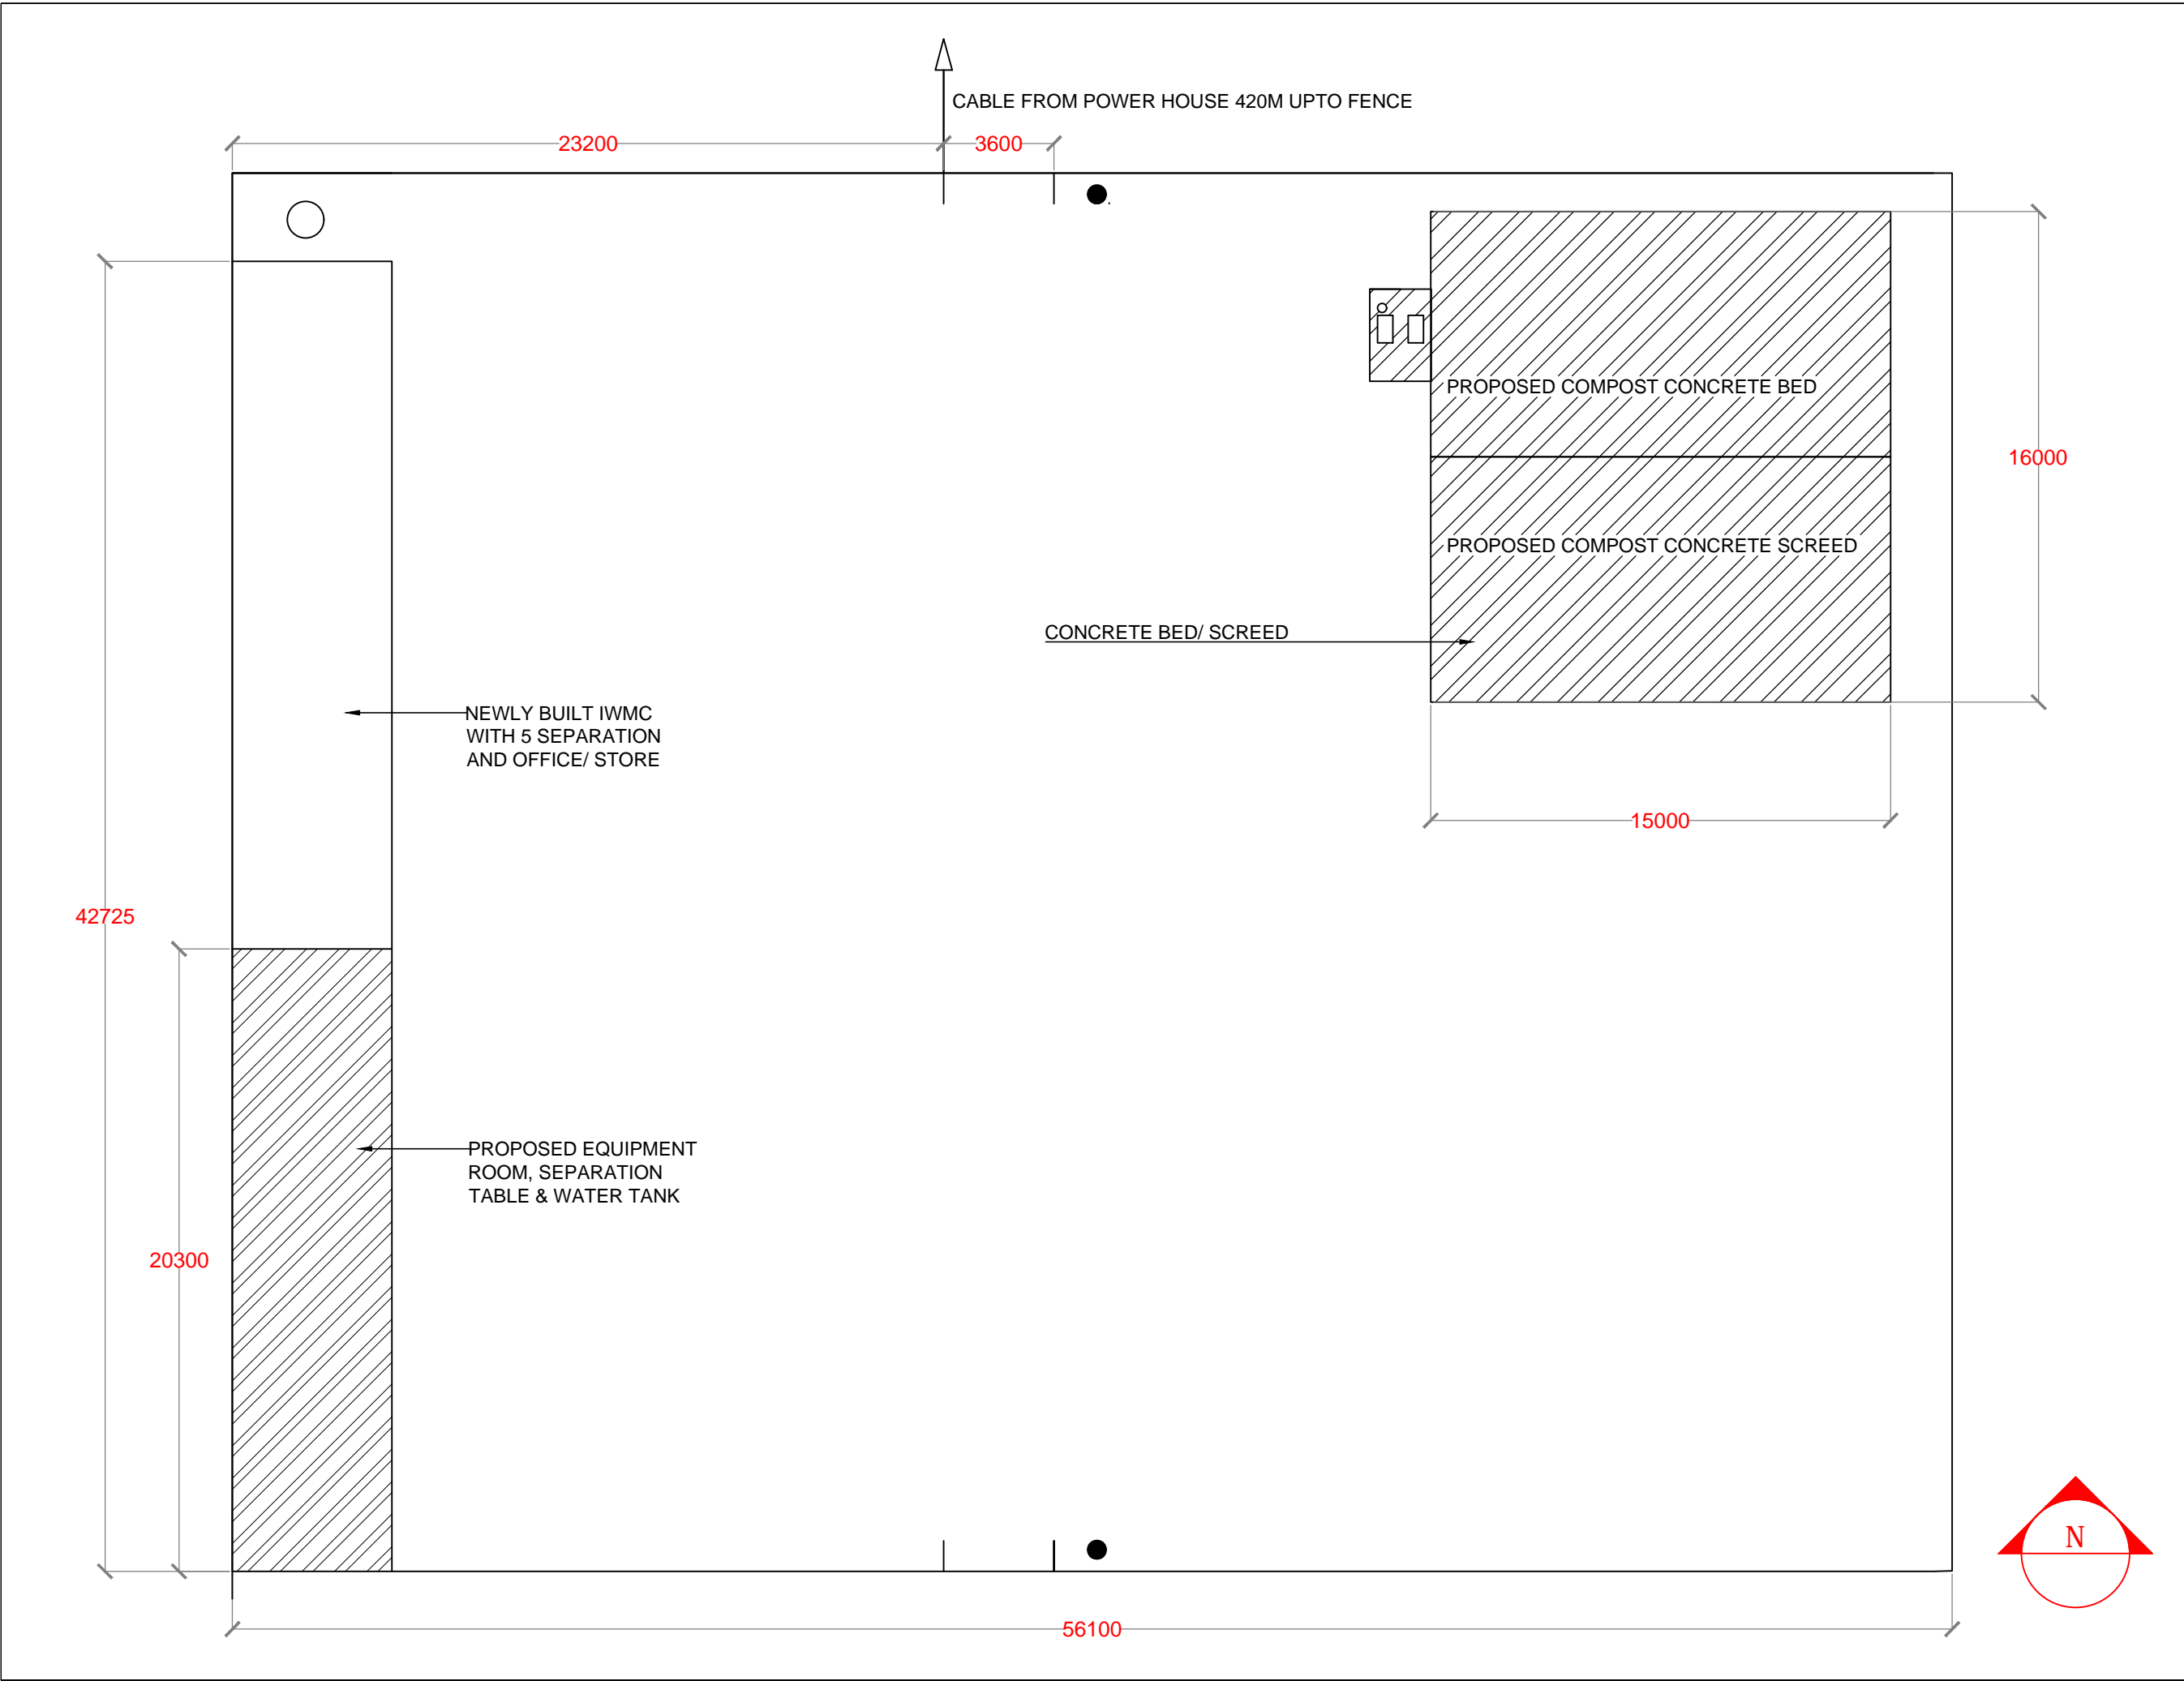 CABLE FROM POWER HOUSE 420M UPTO FENCE
23200
3600
PROPOSED COMPOST CONCRETE BED
16000
PROPOSED COMPOST CONCRETE SCREED
CONCRETE BED/ SCREED
NEWLY BUILT IWMC
WITH 5 SEPARATION
AND OFFICE/ STORE
15000
42725
PROPOSED EQUIPMENT
ROOM, SEPARATION
TABLE & WATER TANK
20300
N
56100